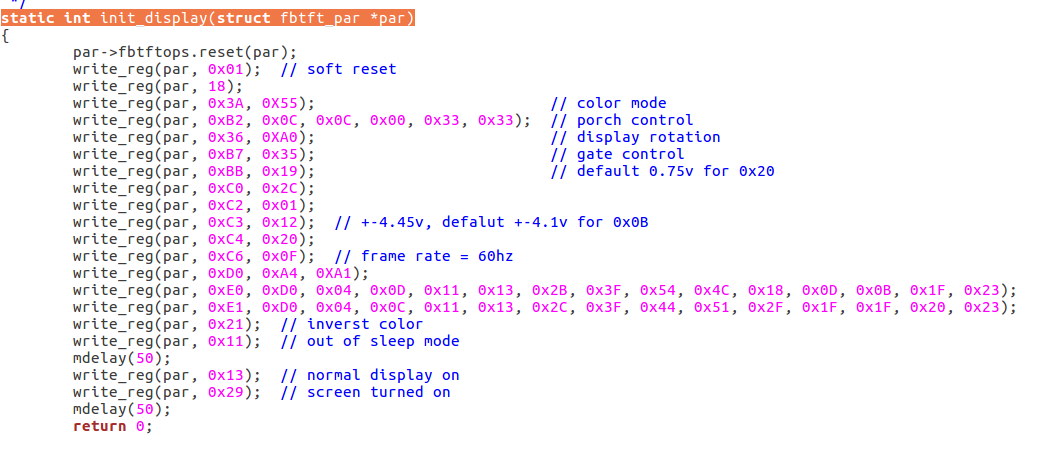 */
static int init_display(struct fbtft_par *par)
{
        par->fbtftops.reset(par);
        write_reg(par, 0x01);  // soft reset
        write_reg(par, 18);
        write_reg(par, 0x3A, 0X55);                          // color mode
        write_reg(par, 0xB2, 0x0C, 0x0C, 0x00, 0x33, 0x33);  // porch control
        write_reg(par, 0x36, 0XA0);                          // display rotation
        write_reg(par, 0xB7, 0x35);                          // gate control
        write_reg(par, 0xBB, 0x19);                          // default 0.75v for 0x20
        write_reg(par, 0xC0, 0x2C);
        write_reg(par, 0xC2, 0x01);
        write_reg(par, 0xC3, 0x12);  // +-4.45v, defalut +-4.1v for 0x0B
        write_reg(par, 0xC4, 0x20);
        write_reg(par, 0xC6, 0x0F);  // frame rate = 60hz
        write_reg(par, 0xD0, 0xA4, 0XA1);
        write_reg(par, 0xE0, 0xD0, 0x04, 0x0D, 0x11, 0x13, 0x2B, 0x3F, 0x54, 0x4C, 0x18, 0x0D, 0x0B, 0x1F, 0x23);
        write_reg(par, 0xE1, 0xD0, 0x04, 0x0C, 0x11, 0x13, 0x2C, 0x3F, 0x44, 0x51, 0x2F, 0x1F, 0x1F, 0x20, 0x23);
        write_reg(par, 0x21);  // inverst color
        write_reg(par, 0x11);  // out of sleep mode
        mdelay(50);
        write_reg(par, 0x13);  // normal display on
        write_reg(par, 0x29);  // screen turned on
        mdelay(50);
        return 0;